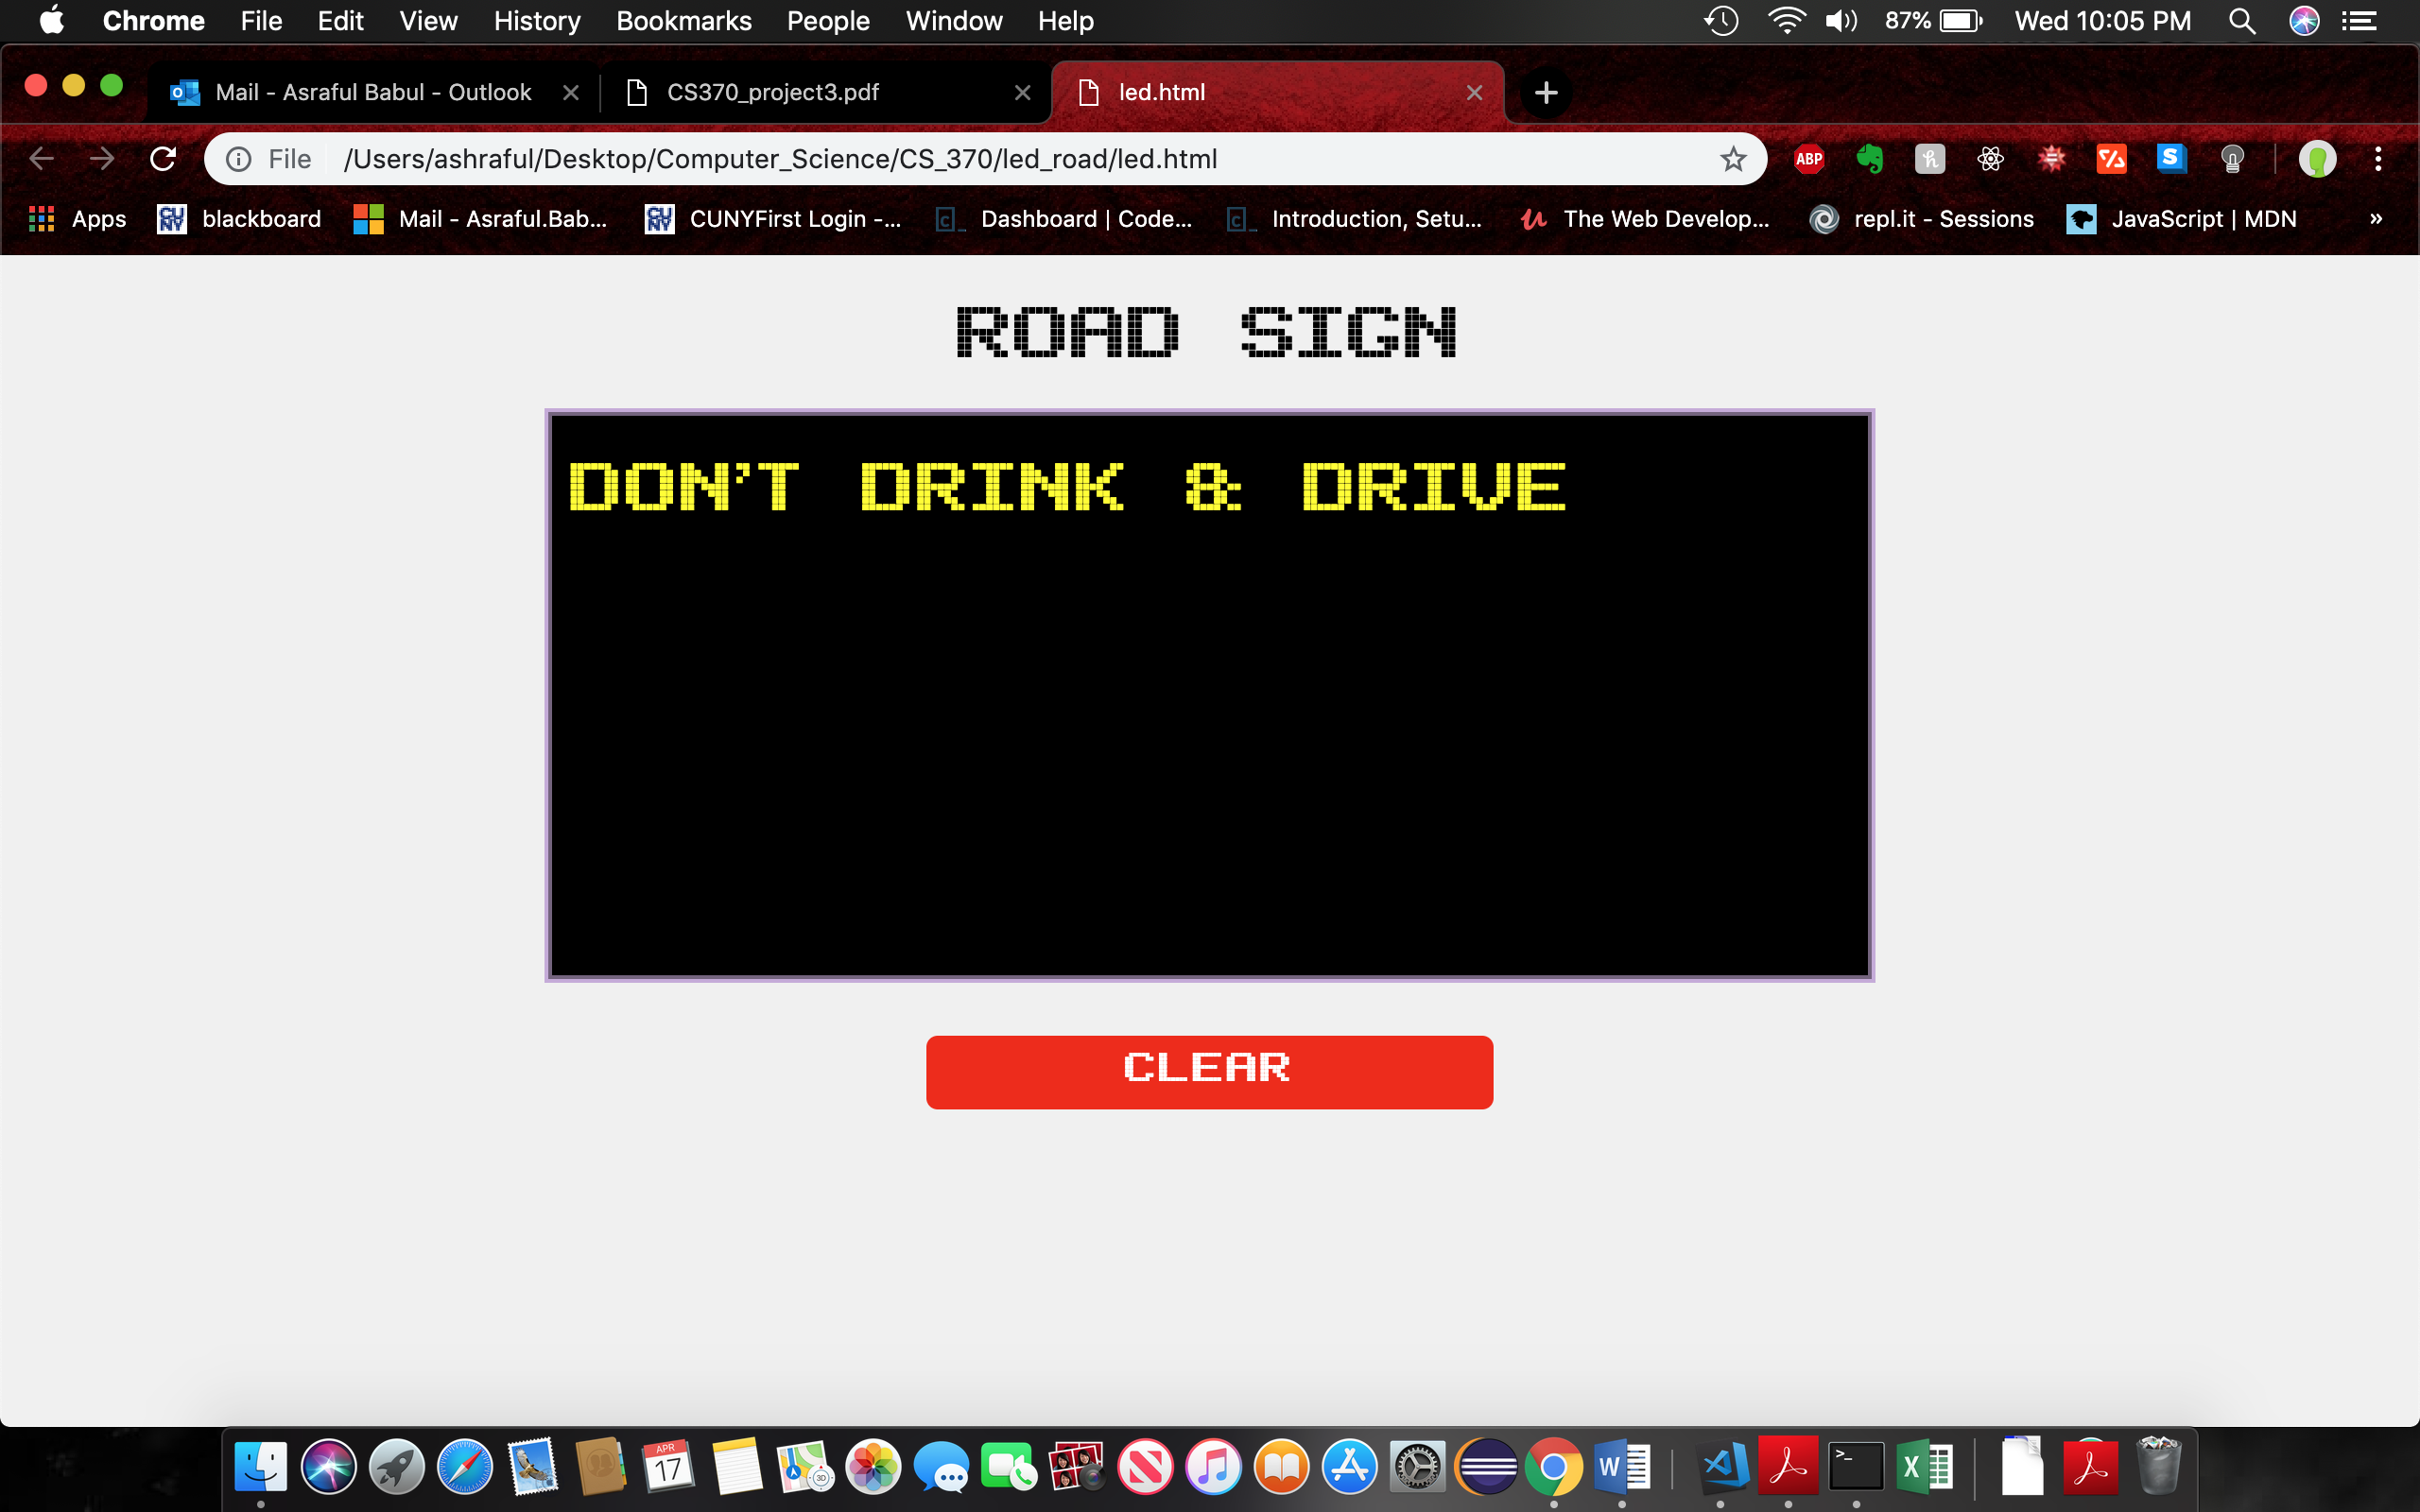 Chrome File Edit View History Bookmarks People Window Help 87% Wed 10:05 PM
Mail - Asraful Babul - Outlook CS370_project3.pdf led.html
File /Users/ashraful/Desktop/Computer_Science/CS_370/led_road/led.html ABP
Apps blackboard Mail - Asraful.Bab... CUNYFirst Login -... Dashboard | Code... Introduction, Setu... The Web Develop... repl.it - Sessions JavaScript | MDN »
ROAD SIGN
DON'T DRINK & DRIVE
CLEAR
APR
17
3D